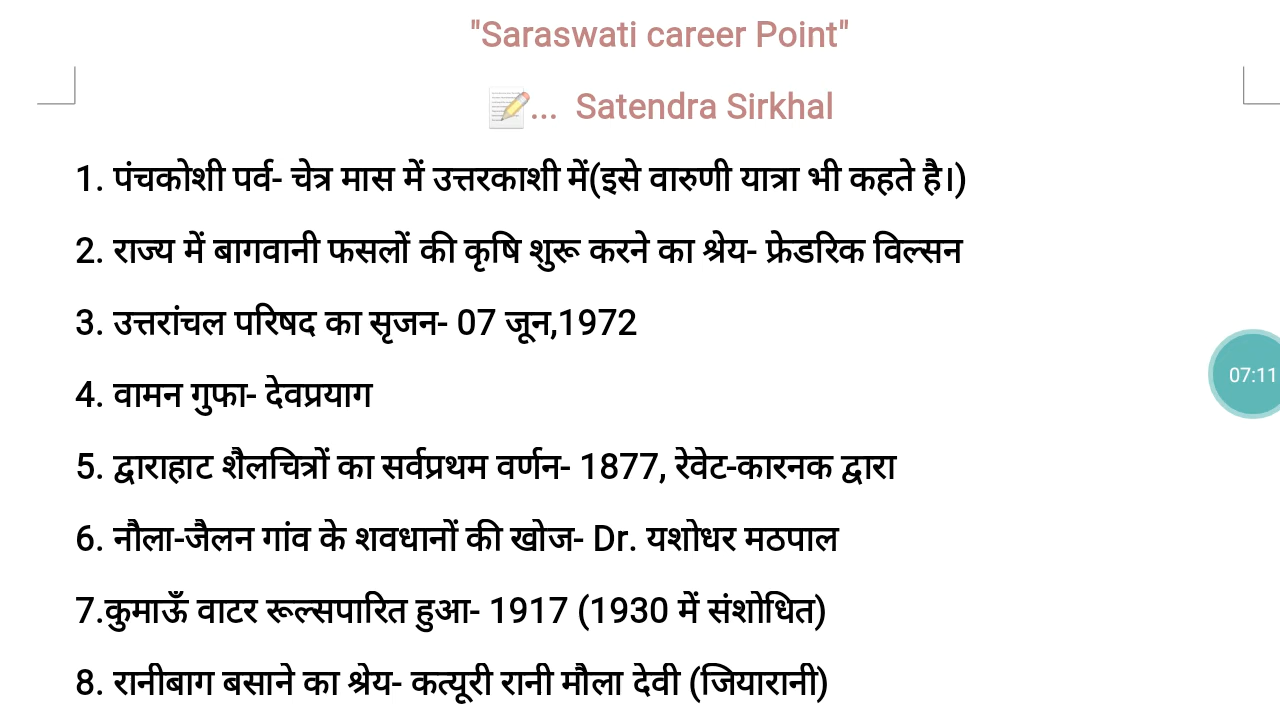 "Saraswati career Point"
📝... Satendra Sirkhal
1. पंचकोशी पर्व- चेत्र मास में उत्तरकाशी में(इसे वारुणी यात्रा भी कहते है।)
2. राज्य में बागवानी फसलों की कृषि शुरू करने का श्रेय- फ्रेडरिक विल्सन
3. उत्तरांचल परिषद का सृजन- 07 जून,1972
4. वामन गुफा- देवप्रयाग
07:11
5. द्वाराहाट शैलचित्रों का सर्वप्रथम वर्णन- 1877, रेवेट-कारनक द्वारा
6. नौला-जैलन गांव के शवधानों की खोज- Dr. यशोधर मठपाल
7.कुमाऊँ वाटर रूल्सपारित हुआ- 1917 (1930 में संशोधित)
8. रानीबाग बसाने का श्रेय- कत्यूरी रानी मौला देवी (जियारानी)